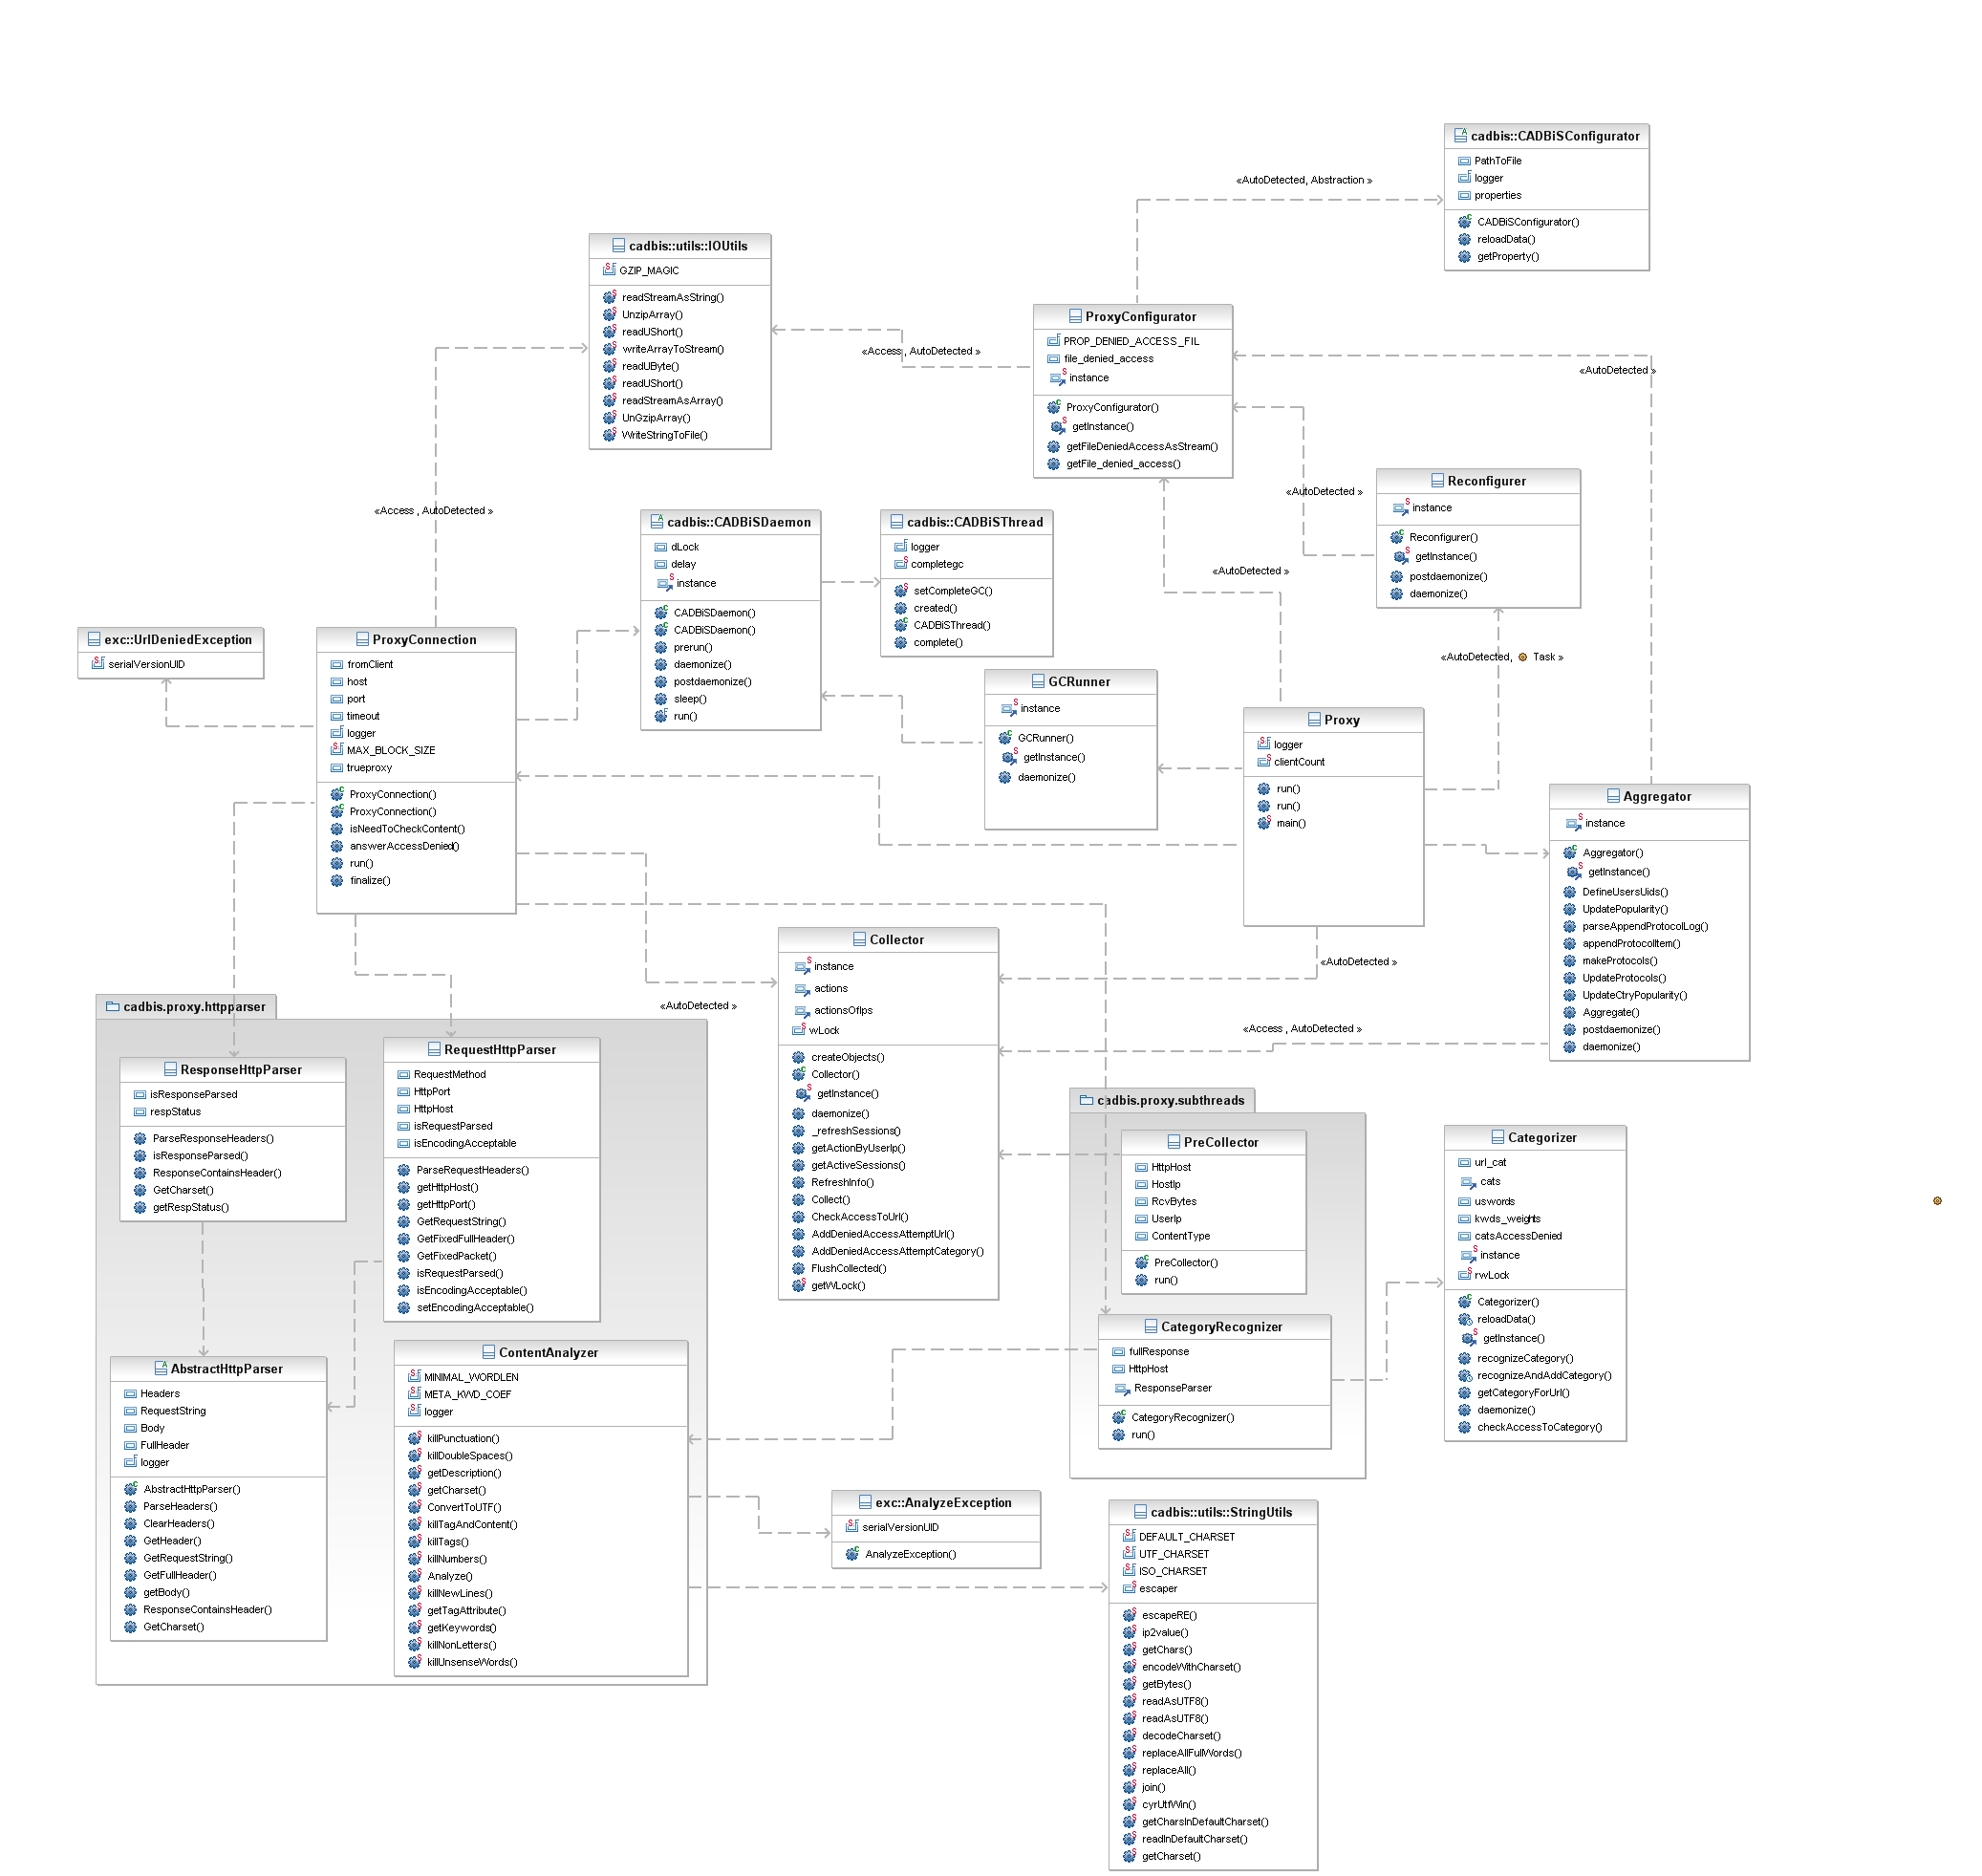 cadbis::CADBiSConfigurator
PathToFile
logger
properties
CADBiSConfigurator()
reloadData()
getProperty()
«AutoDetected, Abstraction »
cadbis::utils::IOUtils
GZIP_MAGIC
readStreamAsString()
UnzipArray()
readUShort()
writeArrayToStream()
readUByte()
readUShort()
readStreamAsArray()
UnGzipArray()
WriteStringToFile()
«Access , AutoDetected »
ProxyConfigurator
PROP_DENIED_ACCESS_FIL
file_denied_access
instance
ProxyConfigurator()
getInstance()
getFileDeniedAccessAsStream()
getFile_denied_access()
«AutoDetected »
Reconfigurer
instance
Reconfigurer()
getInstance()
postdaemonize()
daemonize()
«AutoDetected »
«Access , AutoDetected »
cadbis::CADBiSDaemon
dLock
delay
instance
CADBiSDaemon()
CADBiSDaemon()
prerun()
daemonize()
postdaemonize()
sleep()
run()
cadbis::CADBiSThread
logger
completegc
setCompleteGC()
created()
CADBiSThread()
complete()
«AutoDetected »
exc::UrlDeniedException
serialVersionUID
ProxyConnection
fromClient
host
port
timeout
logger
MAX_BLOCK_SIZE
trueproxy
ProxyConnection()
ProxyConnection()
isNeedToCheckContent()
answerAccessDenied()
run()
finalize()
GCRunner
instance
GCRunner()
getInstance()
daemonize()
«AutoDetected, Task »
Proxy
logger
clientCount
run()
run()
main()
Aggregator
instance
Aggregator()
getInstance()
DefineUsersUids()
UpdatePopularity()
parseAppendProtocolLog()
appendProtocolItem()
makeProtocols()
UpdateProtocols()
UpdateCtryPopularity()
Aggregate()
postdaemonize()
daemonize()
«AutoDetected »
«AutoDetected »
«Access , AutoDetected »
Collector
instance
actions
actionsOfIps
wLock
createObjects()
Collector()
getInstance()
daemonize()
_refreshSessions()
getActionByUserIp()
getActiveSessions()
RefreshInfo()
Collect()
CheckAccessToUrl()
AddDeniedAccessAttemptUrl()
AddDeniedAccessAttemptCategory()
FlushCollected()
getWLock()
cadbis.proxy.httpparser
ResponseHttpParser
isResponseParsed
respStatus
ParseResponseHeaders()
isResponseParsed()
ResponseContainsHeader()
GetCharset()
getRespStatus()
RequestHttpParser
RequestMethod
HttpPort
HttpHost
isRequestParsed
isEncodingAcceptable
ParseRequestHeaders()
getHttpHost()
getHttpPort()
GetRequestString()
GetFixedFullHeader()
GetFixedPacket()
isRequestParsed()
isEncodingAcceptable()
setEncodingAcceptable()
AbstractHttpParser
Headers
RequestString
Body
FullHeader
logger
AbstractHttpParser()
ParseHeaders()
ClearHeaders()
GetHeader()
GetRequestString()
GetFullHeader()
getBody()
ResponseContainsHeader()
GetCharset()
ContentAnalyzer
MINIMAL_WORDLEN
META_KWD_COEF
logger
killPunctuation()
killDoubleSpaces()
getDescription()
getCharset()
ConvertToUTF()
killTagAndContent()
killTags()
killNumbers()
Analyze()
killNewLines()
getTagAttribute()
getKeywords()
killNonLetters()
killUnsenseWords()
cadbis.proxy.subthreads
PreCollector
HttpHost
HostIp
RcvBytes
UserIp
ContentType
PreCollector()
run()
CategoryRecognizer
fullResponse
HttpHost
ResponseParser
CategoryRecognizer()
run()
Categorizer
url_cat
cats
uswords
kwds_weights
catsAccessDenied
instance
rwLock
Categorizer()
reloadData()
getInstance()
recognizeCategory()
recognizeAndAddCategory()
getCategoryForUrl()
daemonize()
checkAccessToCategory()
exc::AnalyzeException
serialVersionUID
AnalyzeException()
cadbis::utils::StringUtils
DEFAULT_CHARSET
UTF_CHARSET
ISO_CHARSET
escaper
escapeRE()
ip2value()
getChars()
encodeWithCharset()
getBytes()
readAsUTF8()
readAsUTF8()
decodeCharset()
replaceAllFullWords()
replaceAll()
join()
cyrUtfWin()
getCharsInDefaultCharset()
readInDefaultCharset()
getCharset()